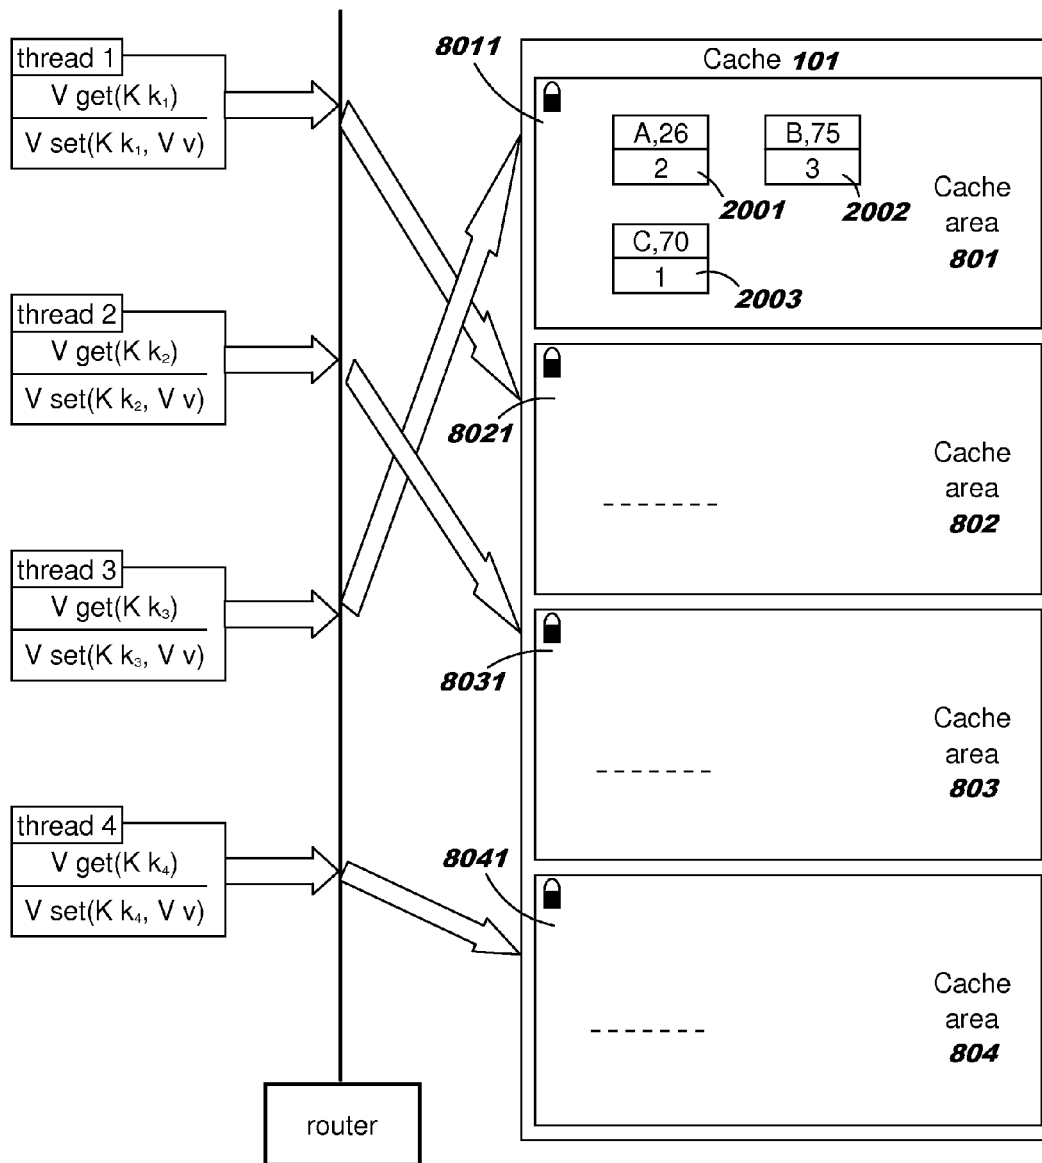 thread 1
V get(K k₁)
V set(K k₁, V v)
thread 2
V get(K k₂)
V set(K k₂, V v)
thread 3
V get(K k₃)
V set(K k₃, V v)
thread 4
V get(K k₄)
V set(K k₄, V v)
router
Cache 101
8011
A,26
2
2001
B,75
3
2002
C,70
1
2003
Cache
area
801
8021
Cache
area
802
8031
Cache
area
803
8041
Cache
area
804